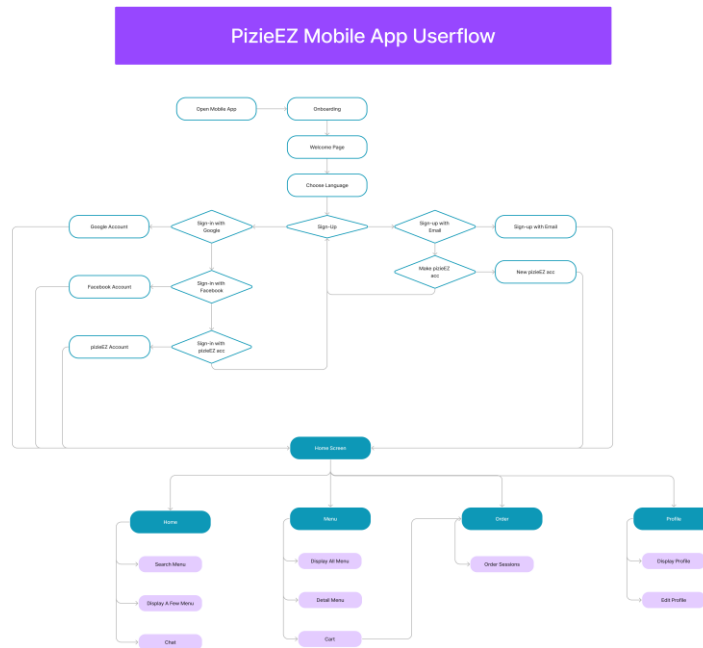 PizieEZ Mobile App Userflow
Open Mobile App
Onboarding
Welcome Page
Choose Language
Google Account
Sign-in with
Google
Sign-Up
Sign-up with
Email
Sign-up with Email
Facebook Account
Sign-in with
Facebook
Make pizieEZ
acc
New pizieEZ acc
pizieEZ Account
Sign-in with
pizieEZ acc
Home Screen
Home
Menu
Order
Profile
Search Menu
Display All Menu
Order Sessions
Display Profile
Display A Few Menu
Detail Menu
Edit Profile
Chat
Cart